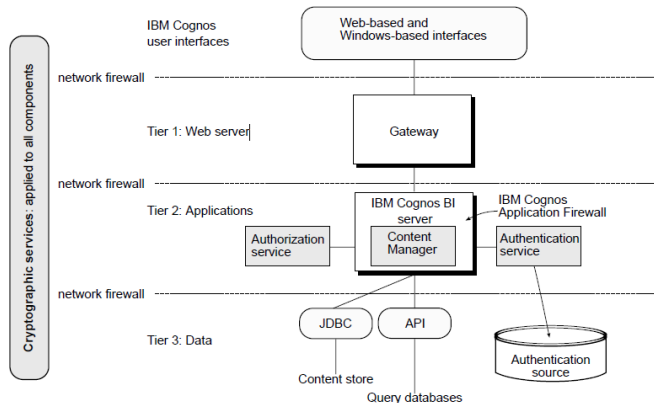 IBM Cognos
user interfaces
Web-based and
Windows-based interfaces
network firewall
Tier 1: Web server
Gateway
network firewall
Tier 2: Applications
IBM Cognos BI
server
IBM Cognos
Application Firewall
Authorization
service
Content
Manager
Authentication
service
network firewall
JDBC
API
Tier 3: Data
Authentication
source
Content store
Query databases
Cryptographic services: applied to all components